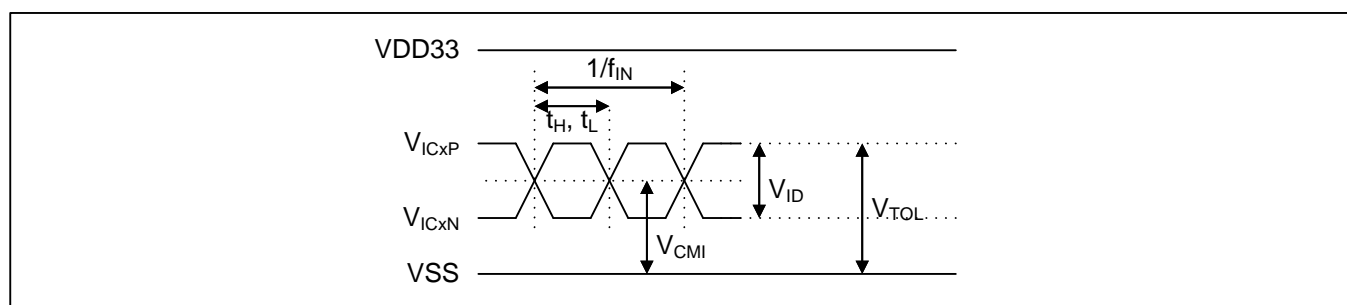 VDD33
1/fIN
tH, tL
VICxP
VID
VTOL
VICxN
VCMI
VSS